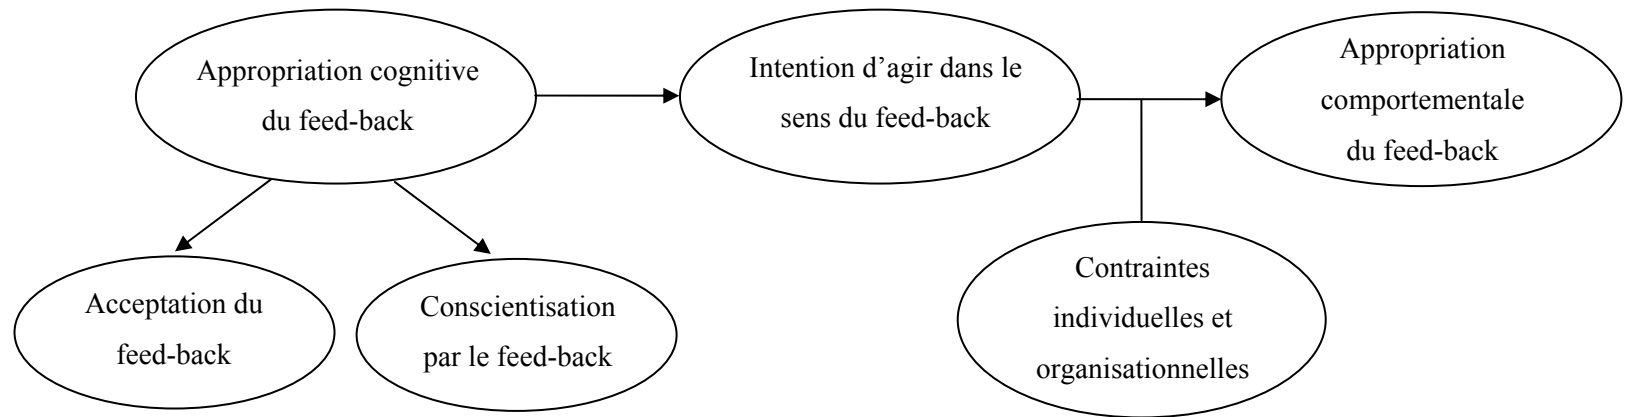 Appropriation cognitive
du feed-back
Intention d’agir dans le
sens du feed-back
Appropriation
comportementale
du feed-back
Acceptation du
feed-back
Conscientisation
par le feed-back
Contraintes
individuelles et
organisationnelles